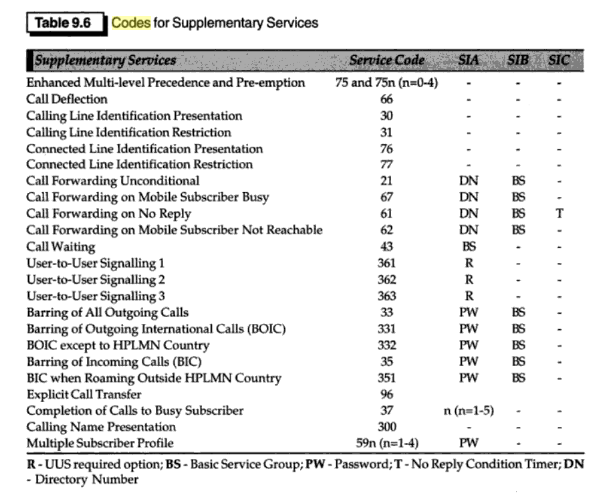 Table 9.6 Codes for Supplementary Services
Supplementary Services Service Code SIA SIB SIC
Enhanced Multi-level Precedence and Pre-emption 75 and 75n (n=0-4) - - -
Call Deflection 66 - - -
Calling Line Identification Presentation 30 - - -
Calling Line Identification Restriction 31 - - -
Connected Line Identification Presentation 76 - - -
Connected Line Identification Restriction 77 - - -
Call Forwarding Unconditional 21 DN BS -
Call Forwarding on Mobile Subscriber Busy 67 DN BS -
Call Forwarding on No Reply 61 DN BS T
Call Forwarding on Mobile Subscriber Not Reachable 62 DN BS -
Call Waiting 43 BS - -
User-to-User Signalling 1 361 R - -
User-to-User Signalling 2 362 R - -
User-to-User Signalling 3 363 R - -
Barring of All Outgoing Calls 33 PW BS -
Barring of Outgoing International Calls (BOIC) 331 PW BS -
BOIC except to HPLMN Country 332 PW BS -
Barring of Incoming Calls (BIC) 35 PW BS -
BIC when Roaming Outside HPLMN Country 351 PW BS -
Explicit Call Transfer 96
Completion of Calls to Busy Subscriber 37 n (n=1-5) - -
Calling Name Presentation 300 - - -
Multiple Subscriber Profile 59n (n=1-4) PW - -
R - UUS required option; BS - Basic Service Group; PW - Password; T - No Reply Condition Timer; DN
- Directory Number